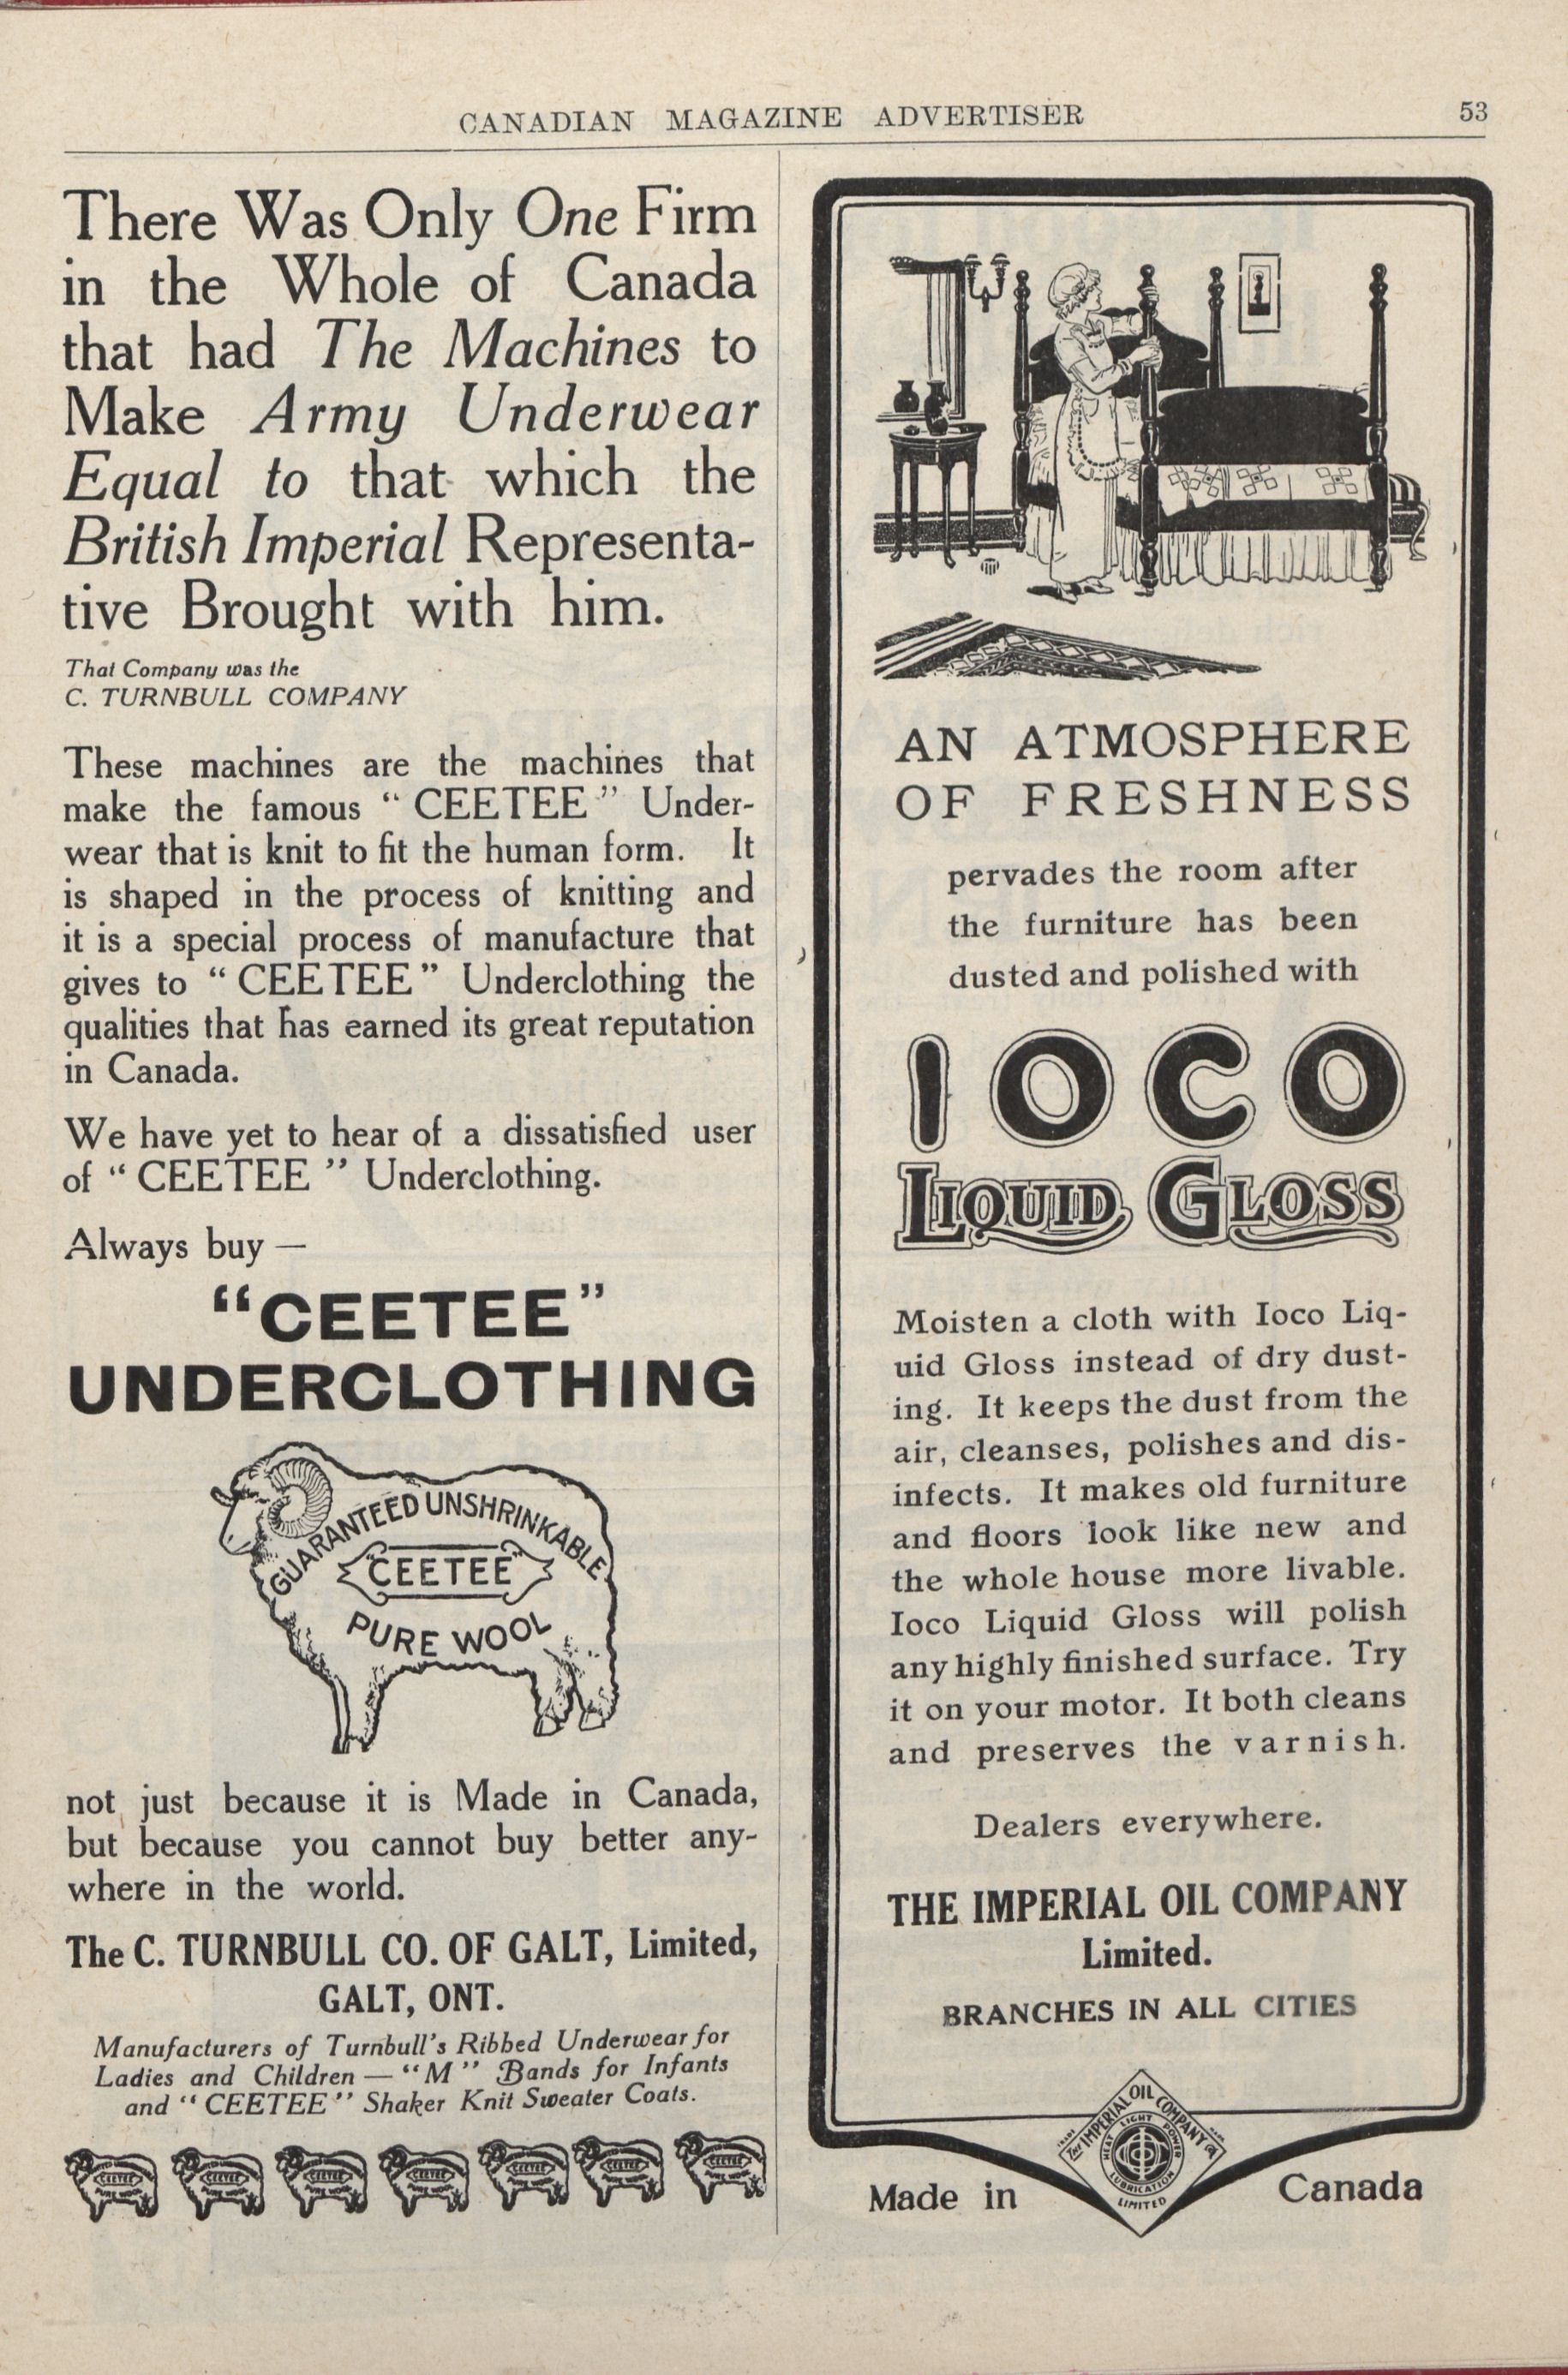 CANADIAN MAGAZINE ADVERTISER 53
There Was Only One Firm
in the Whole of Canada
that had The Machines to
Make Army Underwear
Equal to that which the
British Imperial Representa-
tive Brought with him.
That Company was the
C. TURNBULL COMPANY
These machines are the machines that
make the famous “CEETEE” Under-
wear that is knit to fit the human form. It
is shaped in the process of knitting and
it is a special process of manufacture that
gives to “CEETEE” Underclothing the
qualities that has earned its great reputation
in Canada.
We have yet to hear of a dissatisfied user
of “CEETEE” Underclothing.
Always buy —
“CEETEE”
UNDERCLOTHING
GUARANTEED UNSHRINKABLE
“CEETEE”
PURE WOOL
not just because it is Made in Canada,
but because you cannot buy better any-
where in the world.
The C. TURNBULL CO. OF GALT, Limited,
GALT, ONT.
Manufacturers of Turnbull's Ribbed Underwear for
Ladies and Children — “M” Bands for Infants
and “CEETEE” Shaker Knit Sweater Coats.
CEETEE CEETEE CEETEE CEETEE CEETEE CEETEE CEETEE
AN ATMOSPHERE
OF FRESHNESS
pervades the room after
the furniture has been
dusted and polished with
IOCO
LIQUID GLOSS
Moisten a cloth with Ioco Liq-
uid Gloss instead of dry dust-
ing. It keeps the dust from the
air, cleanses, polishes and dis-
infects. It makes old furniture
and floors look like new and
the whole house more livable.
Ioco Liquid Gloss will polish
any highly finished surface. Try
it on your motor. It both cleans
and preserves the varnish.
Dealers everywhere.
THE IMPERIAL OIL COMPANY
Limited.
BRANCHES IN ALL CITIES
THE IMPERIAL OIL COMPANY
HEAT LIGHT POWER
LUBRICATION
LIMITED
Made in Canada